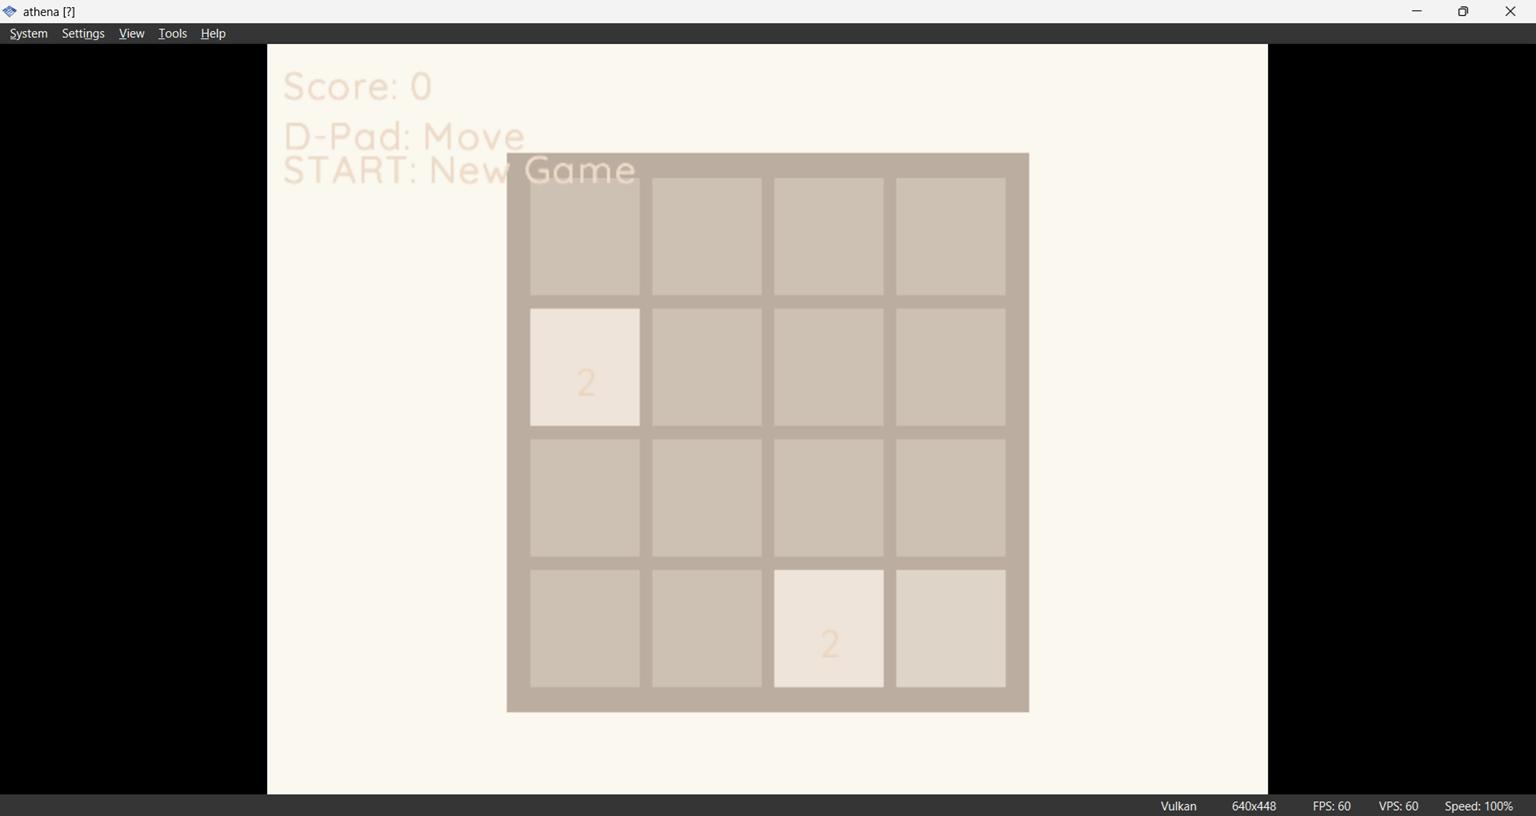 athena [?]
System Settings View Tools Help
Score: 0
D-Pad: Move
START: New Game
2
2
Vulkan 640x448 FPS: 60 VPS: 60 Speed: 100%